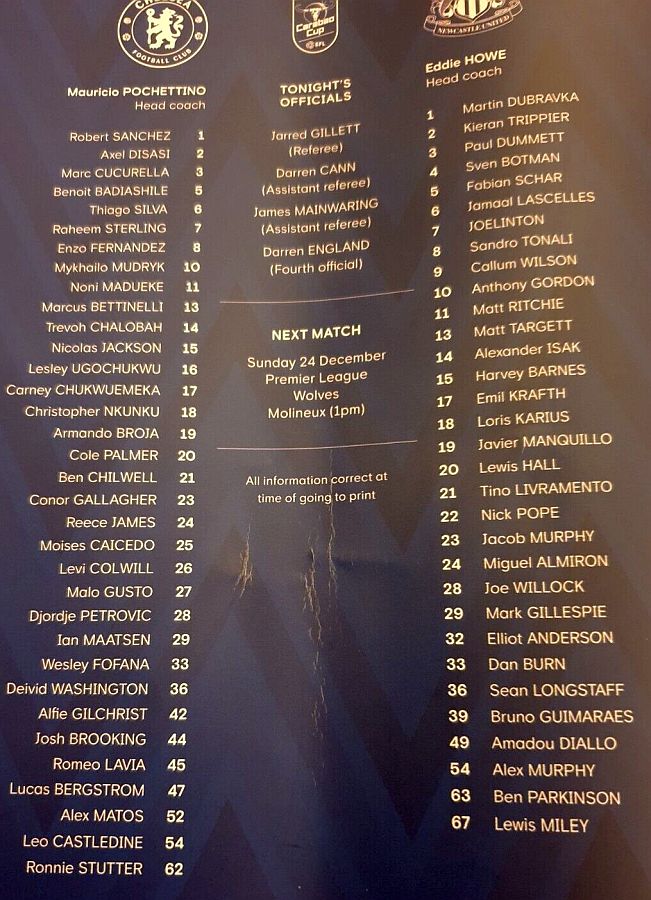 CHELSEA
FOOTBALL CLUB
Mauricio POCHETTINO
Head coach
Robert SANCHEZ 1
Axel DISASI 2
Marc CUCURELLA 3
Benoit BADIASHILE 5
Thiago SILVA 6
Raheem STERLING 7
Enzo FERNANDEZ 8
Mykhailo MUDRYK 10
Noni MADUEKE 11
Marcus BETTINELLI 13
Trevoh CHALOBAH 14
Nicolas JACKSON 15
Lesley UGOCHUKWU 16
Carney CHUKWUEMEKA 17
Christopher NKUNKU 18
Armando BROJA 19
Cole PALMER 20
Ben CHILWELL 21
Conor GALLAGHER 23
Reece JAMES 24
Moises CAICEDO 25
Levi COLWILL 26
Malo GUSTO 27
Djordje PETROVIC 28
Ian MAATSEN 29
Wesley FOFANA 33
Deivid WASHINGTON 36
Alfie GILCHRIST 42
Josh BROOKING 44
Romeo LAVIA 45
Lucas BERGSTROM 47
Alex MATOS 52
Leo CASTLEDINE 54
Ronnie STUTTER 62
Carabao
Cup
EFL
TONIGHT'S
OFFICIALS
Jarred GILLETT
(Referee)
Darren CANN
(Assistant referee)
James MAINWARING
(Assistant referee)
Darren ENGLAND
(Fourth official)
NEXT MATCH
Sunday 24 December
Premier League
Wolves
Molineux (1pm)
All information correct at
time of going to print
NEWCASTLE UNITED
Eddie HOWE
Head coach
1 Martin DUBRAVKA
2 Kieran TRIPPIER
3 Paul DUMMETT
4 Sven BOTMAN
5 Fabian SCHAR
6 Jamaal LASCELLES
7 JOELINTON
8 Sandro TONALI
9 Callum WILSON
10 Anthony GORDON
11 Matt RITCHIE
13 Matt TARGETT
14 Alexander ISAK
15 Harvey BARNES
17 Emil KRAFTH
18 Loris KARIUS
19 Javier MANQUILLO
20 Lewis HALL
21 Tino LIVRAMENTO
22 Nick POPE
23 Jacob MURPHY
24 Miguel ALMIRON
28 Joe WILLOCK
29 Mark GILLESPIE
32 Elliot ANDERSON
33 Dan BURN
36 Sean LONGSTAFF
39 Bruno GUIMARAES
49 Amadou DIALLO
54 Alex MURPHY
63 Ben PARKINSON
67 Lewis MILEY